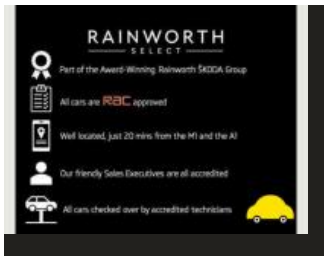 RAINWORTH
SELECT
Part of the Award-Winning Rainworth ŠKODA Group
All cars are RAC approved
Well located, just 20 mins from the M1 and the A1
Our friendly Sales Executives are all accredited
All cars checked over by accredited technicians